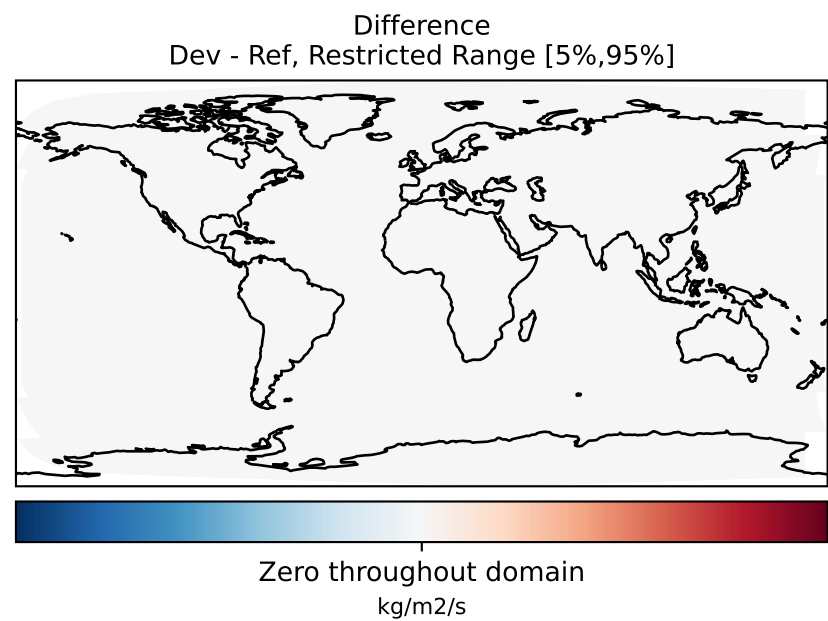 Difference
Dev - Ref, Restricted Range [5%,95%]
Zero throughout domain
kg/m2/s